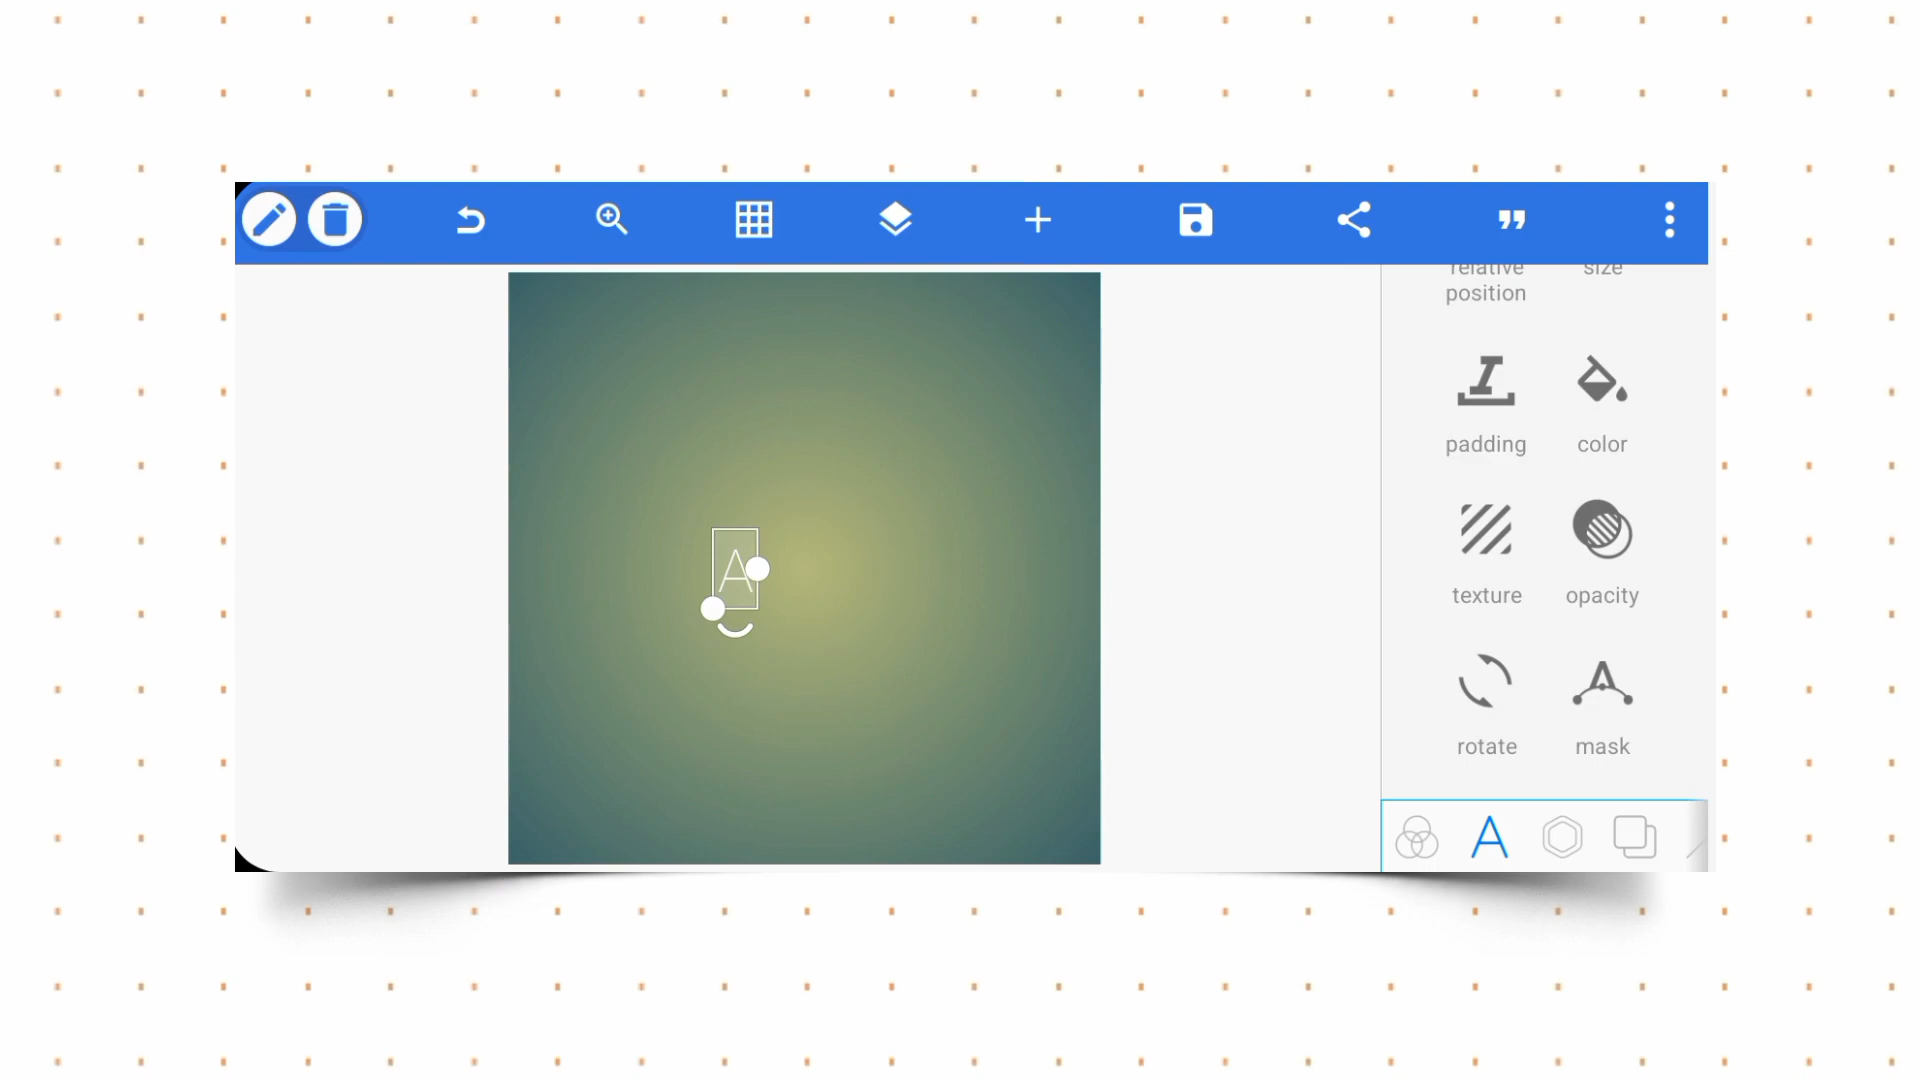 relative size
position
padding color
texture opacity
rotate mask
A